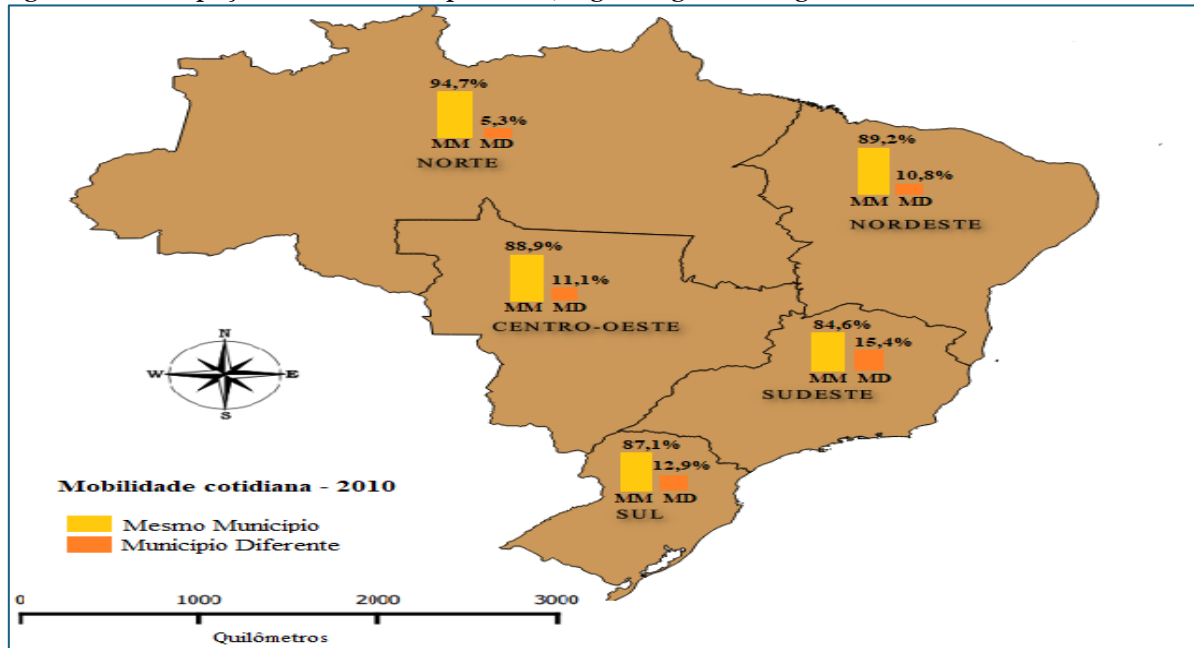 94,7%
5,3%
MM MD
NORTE
89,2%
10,8%
MM MD
NORDESTE
88,9%
11,1%
MM MD
CENTRO-OESTE
84,6%
15,4%
MM MD
SUDESTE
87,1%
12,9%
MM MD
SUL
N
W E
S
Mobilidade cotidiana - 2010
Mesmo Município
Município Diferente
0 1000 2000 3000
Quilômetros